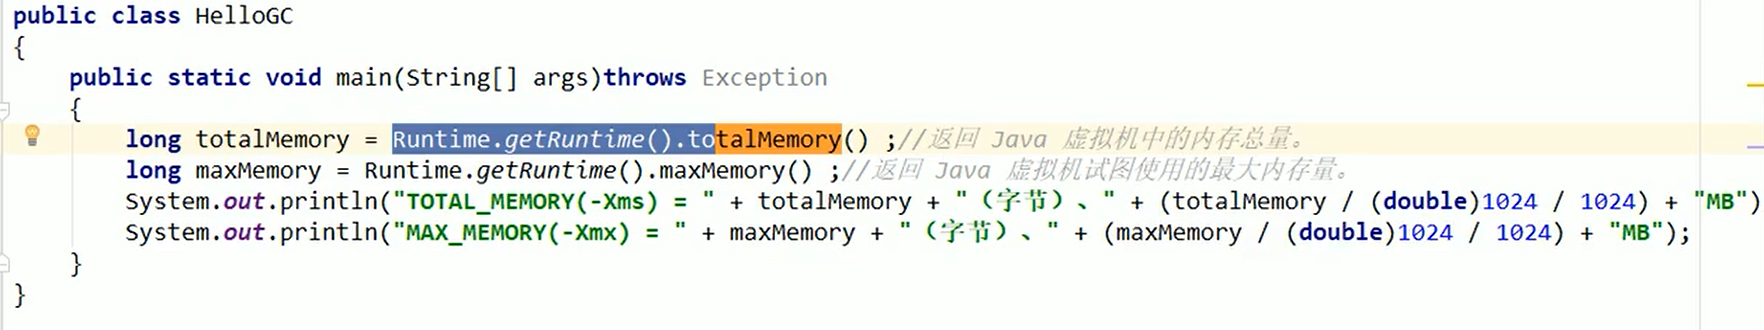 public class HelloGC
{
public static void main(String[] args)throws Exception
{
long totalMemory = Runtime.getRuntime().totalMemory() ;//返回 Java 虚拟机中的内存总量。
long maxMemory = Runtime.getRuntime().maxMemory() ;//返回 Java 虚拟机试图使用的最大内存量。
System.out.println("TOTAL_MEMORY(-Xms) = " + totalMemory + "（字节）、" + (totalMemory / (double)1024 / 1024) + "MB")
System.out.println("MAX_MEMORY(-Xmx) = " + maxMemory + "（字节）、" + (maxMemory / (double)1024 / 1024) + "MB");
}
}